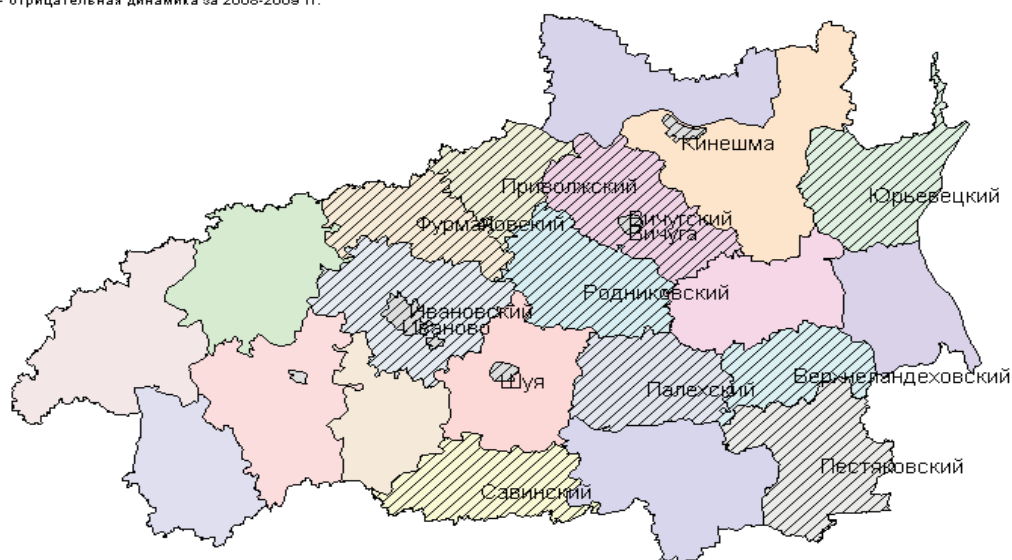 - отрицательная динамика за 2008-2009 гг.
Кинешма
Приволжский
Юрьевецкий
Вичугский
Фурмановский
Вичуга
Родниковский
Ивановский
Иваново
Верхнеландеховский
Шуя
Палехский
Пестяковский
Савинский